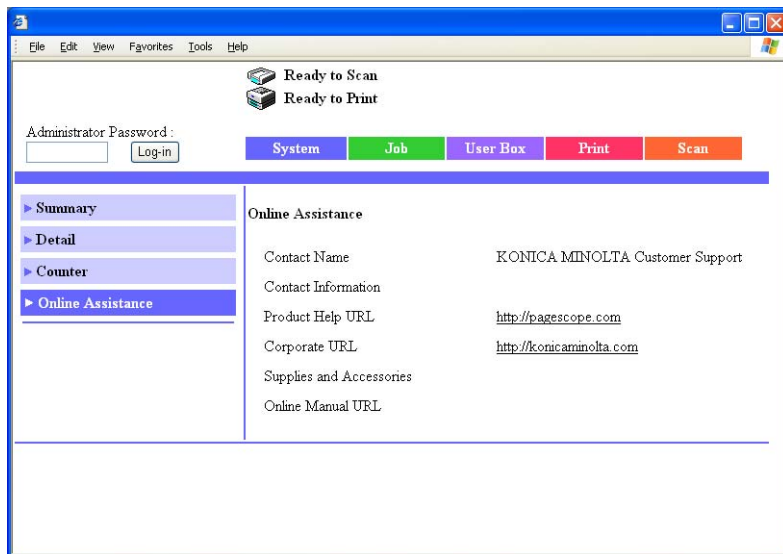 File Edit View Favorites Tools Help
Ready to Scan
Ready to Print
Administrator Password :
Log-in
System Job User Box Print Scan
Summary
Detail
Counter
Online Assistance
Online Assistance
Contact Name KONICA MINOLTA Customer Support
Contact Information
Product Help URL http://pagescope.com
Corporate URL http://konicaminolta.com
Supplies and Accessories
Online Manual URL